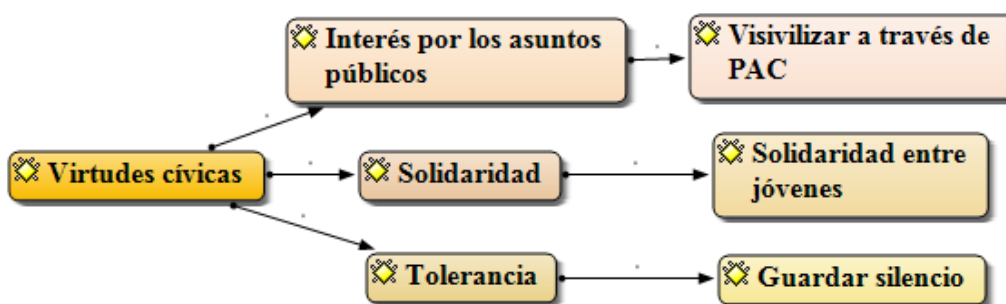 Interés por los asuntos
públicos
Visivilizar a través de
PAC
Virtudes cívicas
Solidaridad
Solidaridad entre
jóvenes
Tolerancia
Guardar silencio